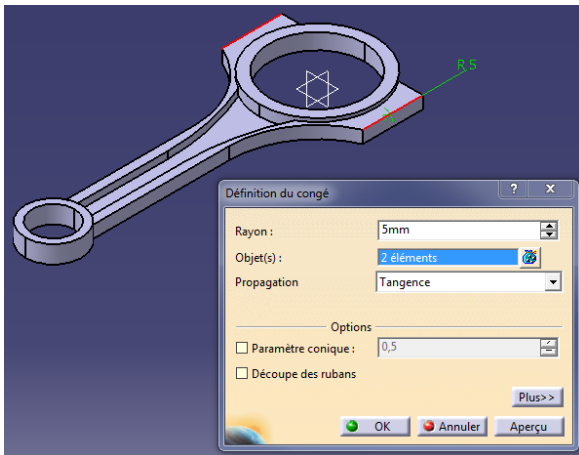 R 5
Définition du congé
? X
Rayon : 5mm
Objet(s) : 2 éléments
Propagation Tangence
Options
Paramètre conique : 0,5
Découpe des rubans
Plus>>
OK Annuler Aperçu